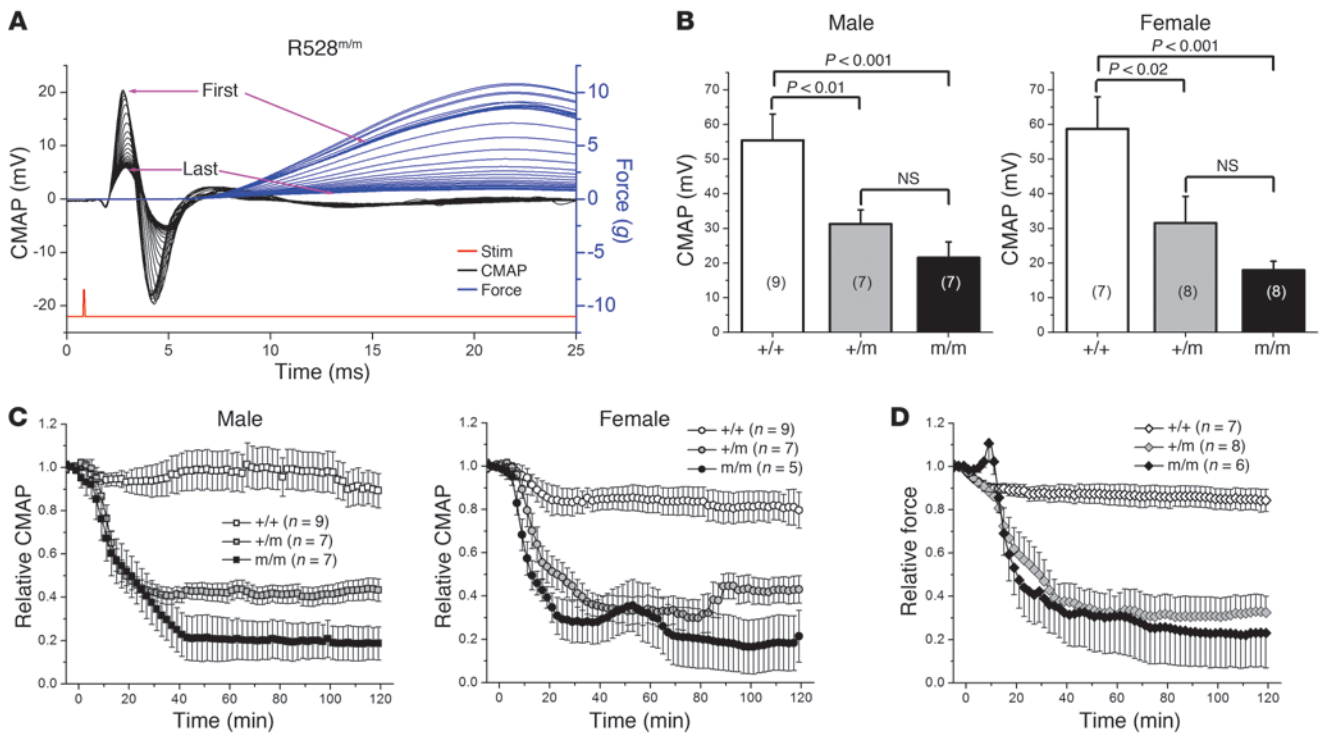 A
R528m/m
First
Last
CMAP (mV)
20
10
0
-10
-20
Force (g)
10
5
0
-5
-10
Stim
CMAP
Force
0 5 10 15 20 25
Time (ms)
B
Male
P < 0.001
P < 0.01
NS
CMAP (mV)
70
60
50
40
30
20
10
0
(9) (7) (7)
+/+ +/m m/m
Female
P < 0.001
P < 0.02
NS
CMAP (mV)
70
60
50
40
30
20
10
0
(7) (8) (8)
+/+ +/m m/m
C
Male
Relative CMAP
1.2
1.0
0.8
0.6
0.4
0.2
0.0
+/+ (n = 9)
+/m (n = 7)
m/m (n = 7)
0 20 40 60 80 100 120
Time (min)
Female
Relative CMAP
1.2
1.0
0.8
0.6
0.4
0.2
0.0
+/+ (n = 9)
+/m (n = 7)
m/m (n = 5)
0 20 40 60 80 100 120
Time (min)
D
Relative force
1.2
1.0
0.8
0.6
0.4
0.2
0.0
+/+ (n = 7)
+/m (n = 8)
m/m (n = 6)
0 20 40 60 80 100 120
Time (min)